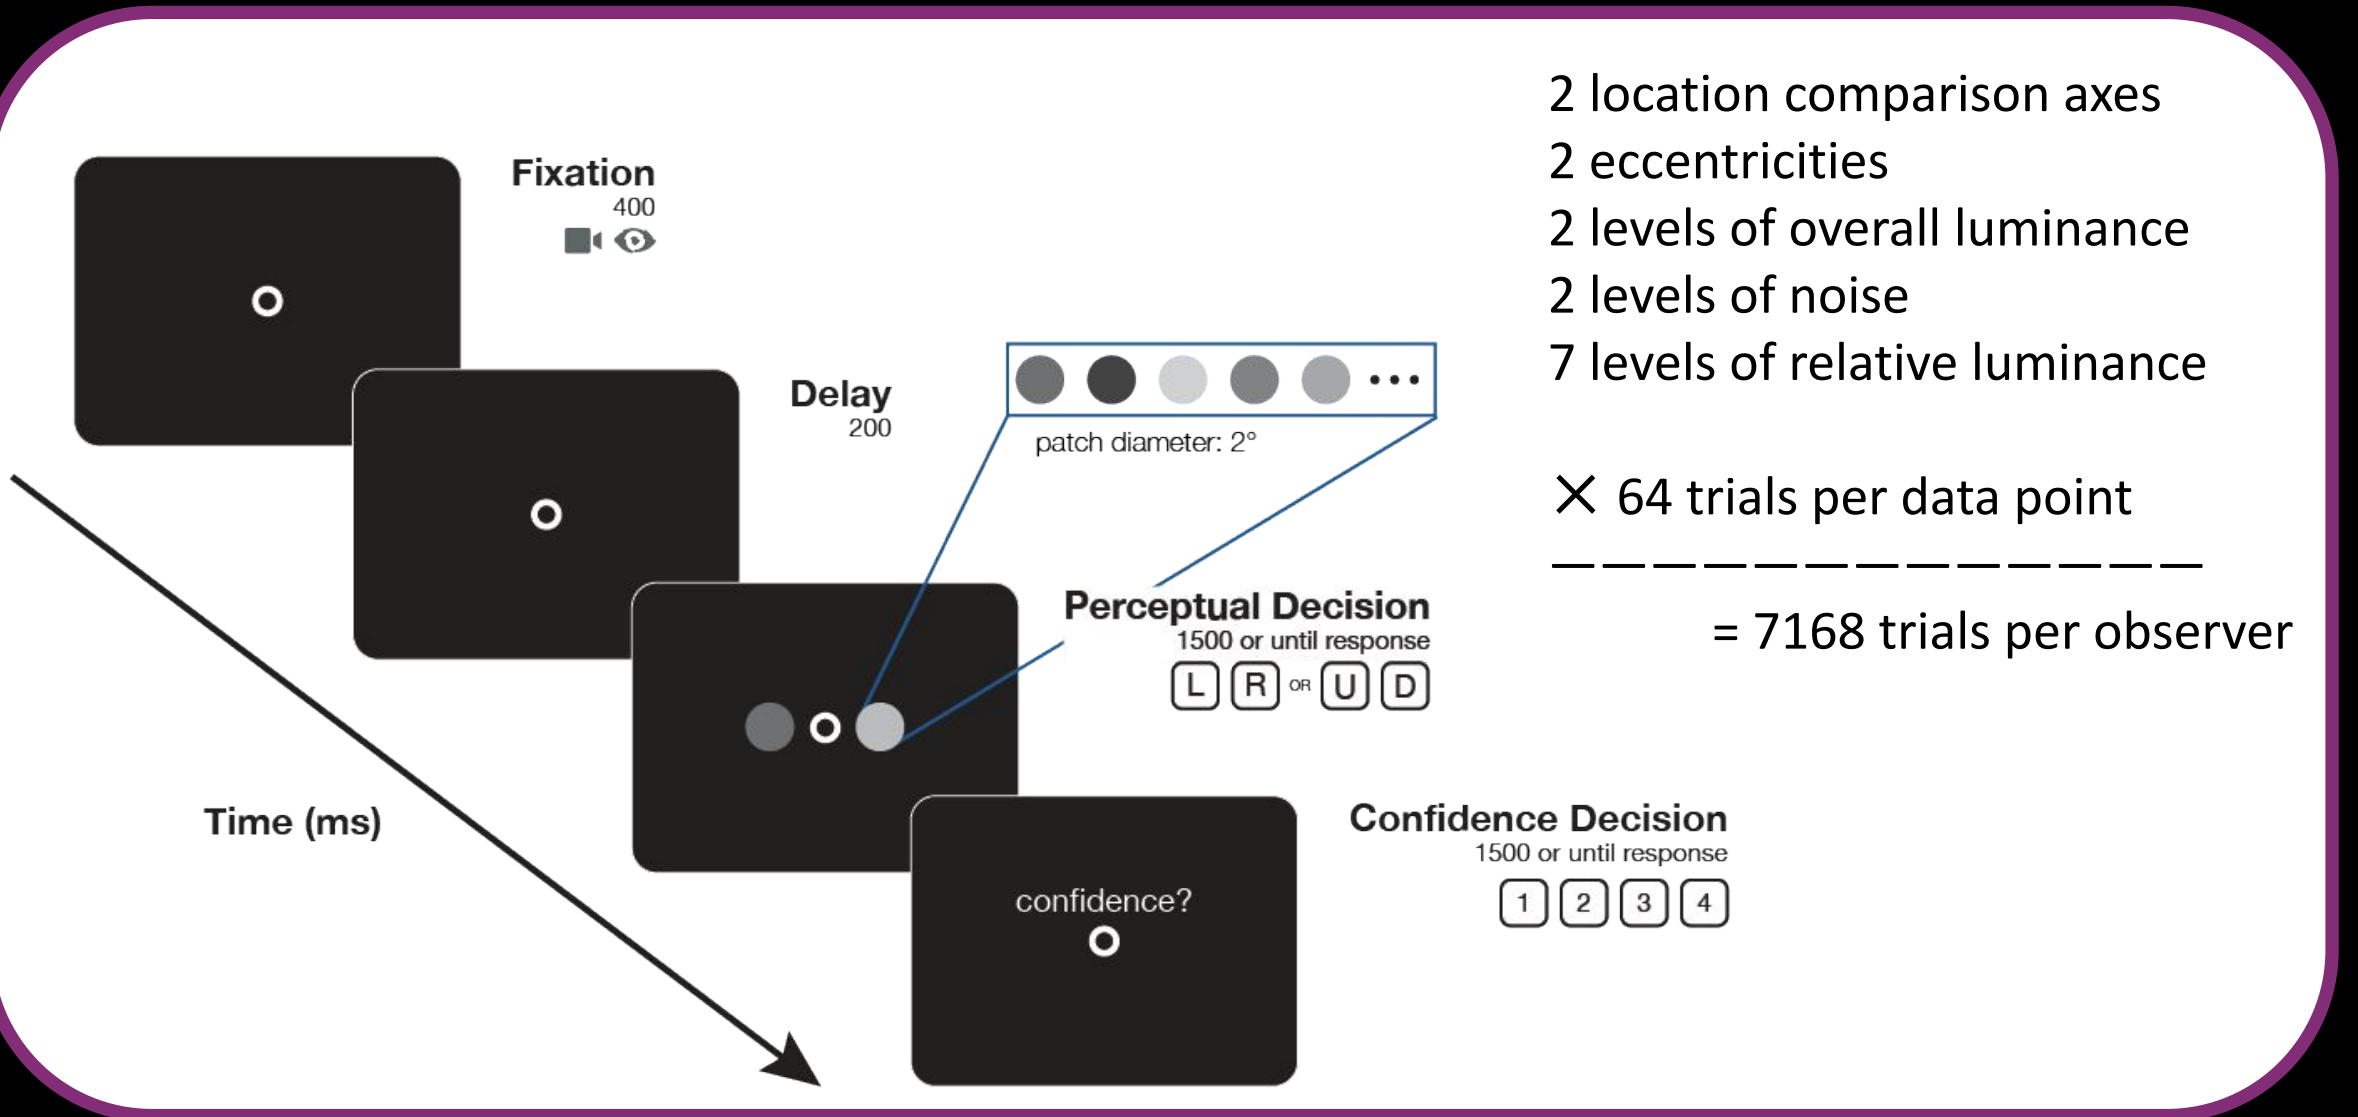 Fixation
400
Delay
200
patch diameter: 2°
Perceptual Decision
1500 or until response
L R OR U D
Time (ms)
confidence?
Confidence Decision
1500 or until response
1 2 3 4
2 location comparison axes
2 eccentricities
2 levels of overall luminance
2 levels of noise
7 levels of relative luminance
× 64 trials per data point
= 7168 trials per observer